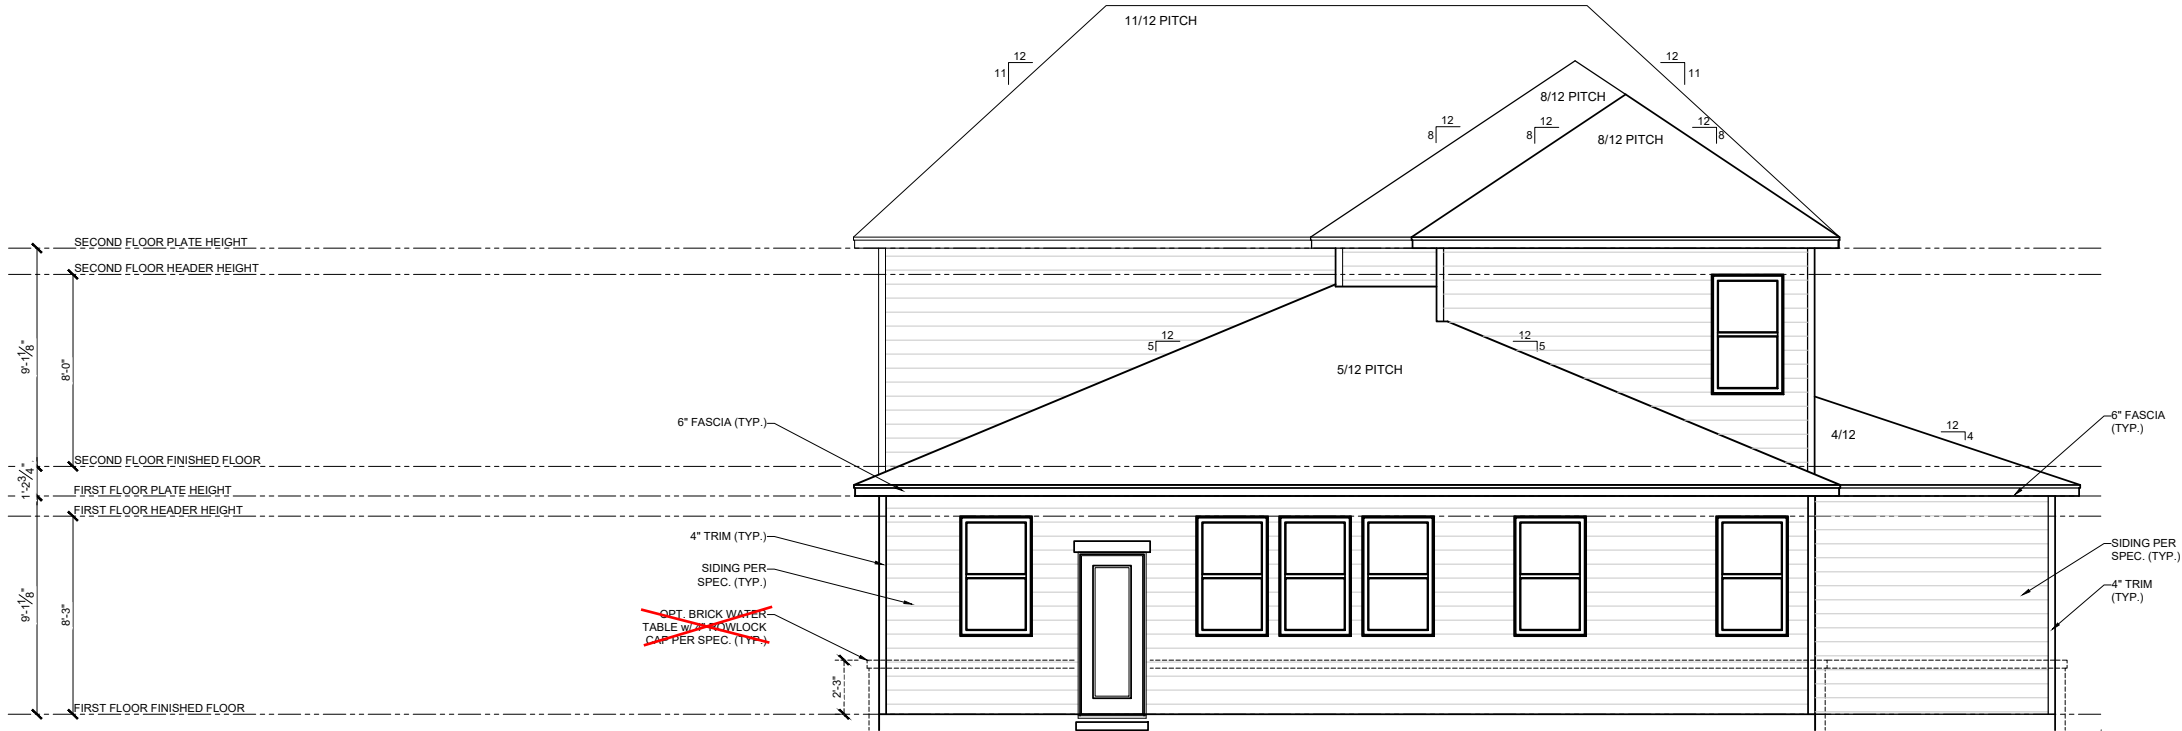 11/12 PITCH
12
11
12
11
8/12 PITCH
12
8
12
8
12
8
8/12 PITCH
SECOND FLOOR PLATE HEIGHT
SECOND FLOOR HEADER HEIGHT
9'-1⅛"
8'-0"
12
5
12
5
5/12 PITCH
6" FASCIA (TYP.)
6" FASCIA
(TYP.)
12
4
4/12
SECOND FLOOR FINISHED FLOOR
1'-2¾"
FIRST FLOOR PLATE HEIGHT
FIRST FLOOR HEADER HEIGHT
4" TRIM (TYP.)
SIDING PER
SPEC. (TYP.)
SIDING PER
SPEC. (TYP.)
4" TRIM
(TYP.)
9'-1⅛"
8'-3"
OPT. BRICK WATER
TABLE w/ 4" ROWLOCK
CAP PER SPEC. (TYP.)
2'-3"
FIRST FLOOR FINISHED FLOOR